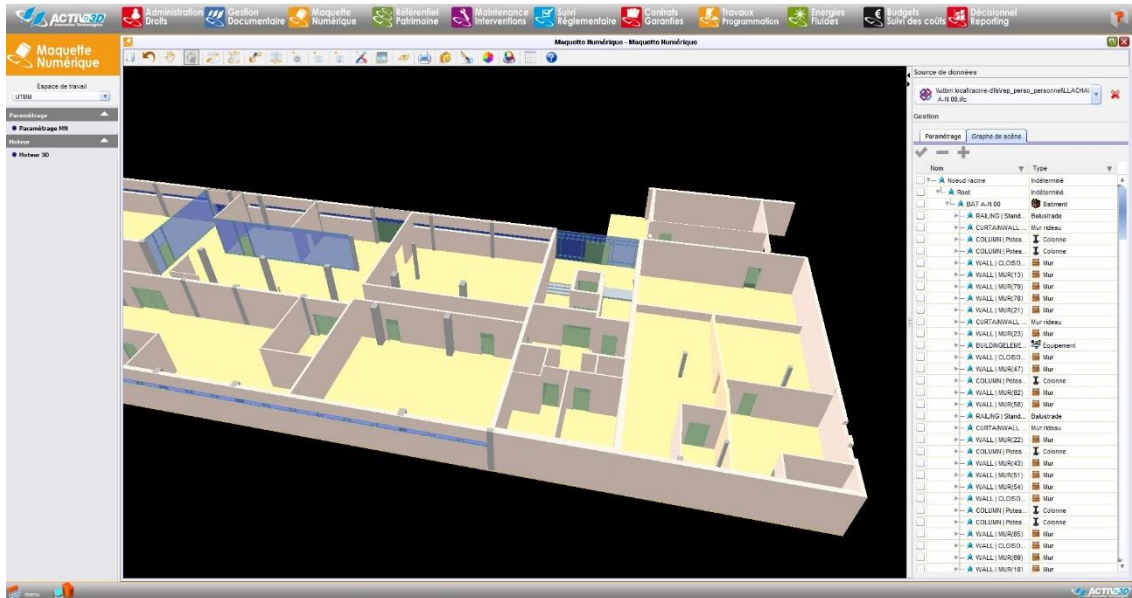 ACTIV3D
Administration
Droits
Gestion
Documentaire
Maquette
Numérique
Référentiel
Patrimoine
Maintenance
Interventions
Suivi
Réglementaire
Contrats
Garanties
Travaux
Programmation
Énergies
Fluides
Budgets
Suivi des coûts
Décisionnel
Reporting
Maquette
Numérique
Maquette Numérique - Maquette Numérique
Espace de travail
UTBM
Paramétrage
Paramétrage MN
Moteur
Moteur 3D
Source de données
A-N 00.ifc
Gestion
Paramétrage Graphe de scène
Nom Type
Noeud racine Indéterminé
Root Indéterminé
BAT A-N 00 Batiment
RAILING | Stand... Balustrade
CURTAINWALL ... Mur rideau
COLUMN | Potea... Colonne
COLUMN | Potea... Colonne
WALL | CLOISO... Mur
WALL | MUR(13) Mur
WALL | MUR(79) Mur
WALL | MUR(78) Mur
WALL | MUR(21) Mur
CURTAINWALL ... Mur rideau
WALL | MUR(23) Mur
BUILDINGELEME... Equipement
WALL | CLOISO... Mur
WALL | MUR(47) Mur
COLUMN | Potea... Colonne
WALL | MUR(82) Mur
WALL | MUR(58) Mur
RAILING | Stand... Balustrade
CURTAINWALL ... Mur rideau
WALL | MUR(22) Mur
COLUMN | Potea... Colonne
WALL | MUR(43) Mur
WALL | MUR(51) Mur
WALL | MUR(54) Mur
WALL | CLOISO... Mur
COLUMN | Potea... Colonne
COLUMN | Potea... Colonne
WALL | MUR(65) Mur
WALL | CLOISO... Mur
WALL | MUR(69) Mur
WALL | MUR(10) Mur
menu
ACTIV3D